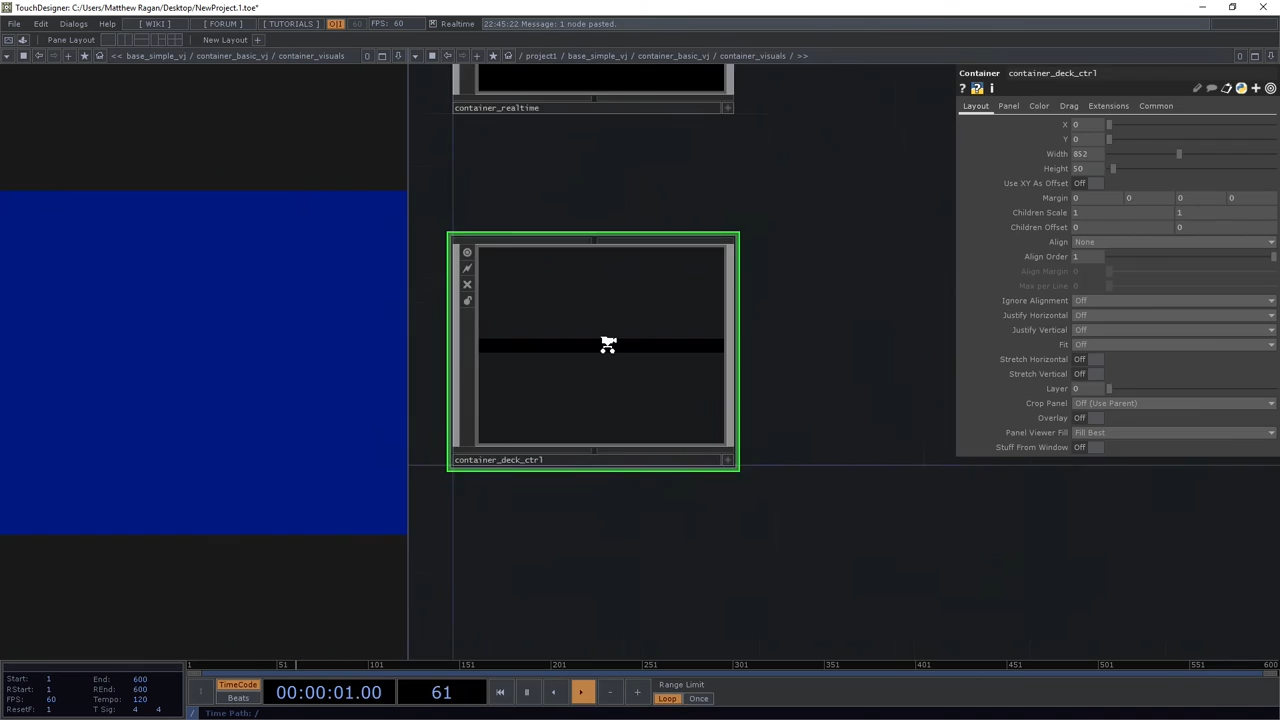 TouchDesigner: C:/Users/Matthew Ragan/Desktop/NewProject.1.toe*
File Edit Dialogs Help [ WIKI ] [ FORUM ] [ TUTORIALS ] O|I 60 FPS: 60 Realtime 22:45:22 Message: 1 node pasted.
Pane Layout New Layout +
<< base_simple_vj / container_basic_vj / container_visuals 0
/ project1 / base_simple_vj / container_basic_vj / container_visuals / >> 0
Container container_deck_ctrl
? ? i
Layout Panel Color Drag Extensions Common
container_realtime
X 0
Y 0
Width 852
Height 50
Use XY As Offset Off
Margin 0 0 0 0
Children Scale 1 1
Children Offset 0 0
Align None
Align Order 1
Align Margin 0
Max per Line 0
Ignore Alignment Off
Justify Horizontal Off
Justify Vertical Off
Fit Off
Stretch Horizontal Off
Stretch Vertical Off
Layer 0
Crop Panel Off (Use Parent)
Overlay Off
Panel Viewer Fill Fill Best
Stuff From Window Off
container_deck_ctrl
1 51 101 151 201 251 301 351 401 451 501 551 600
Start: 1 End: 600
RStart: 1 REnd: 600
FPS: 60 Tempo: 120
ResetF: 1 T Sig: 4 4
TimeCode
Beats
00:00:01.00 61
Range Limit
Loop Once
/ Time Path: /